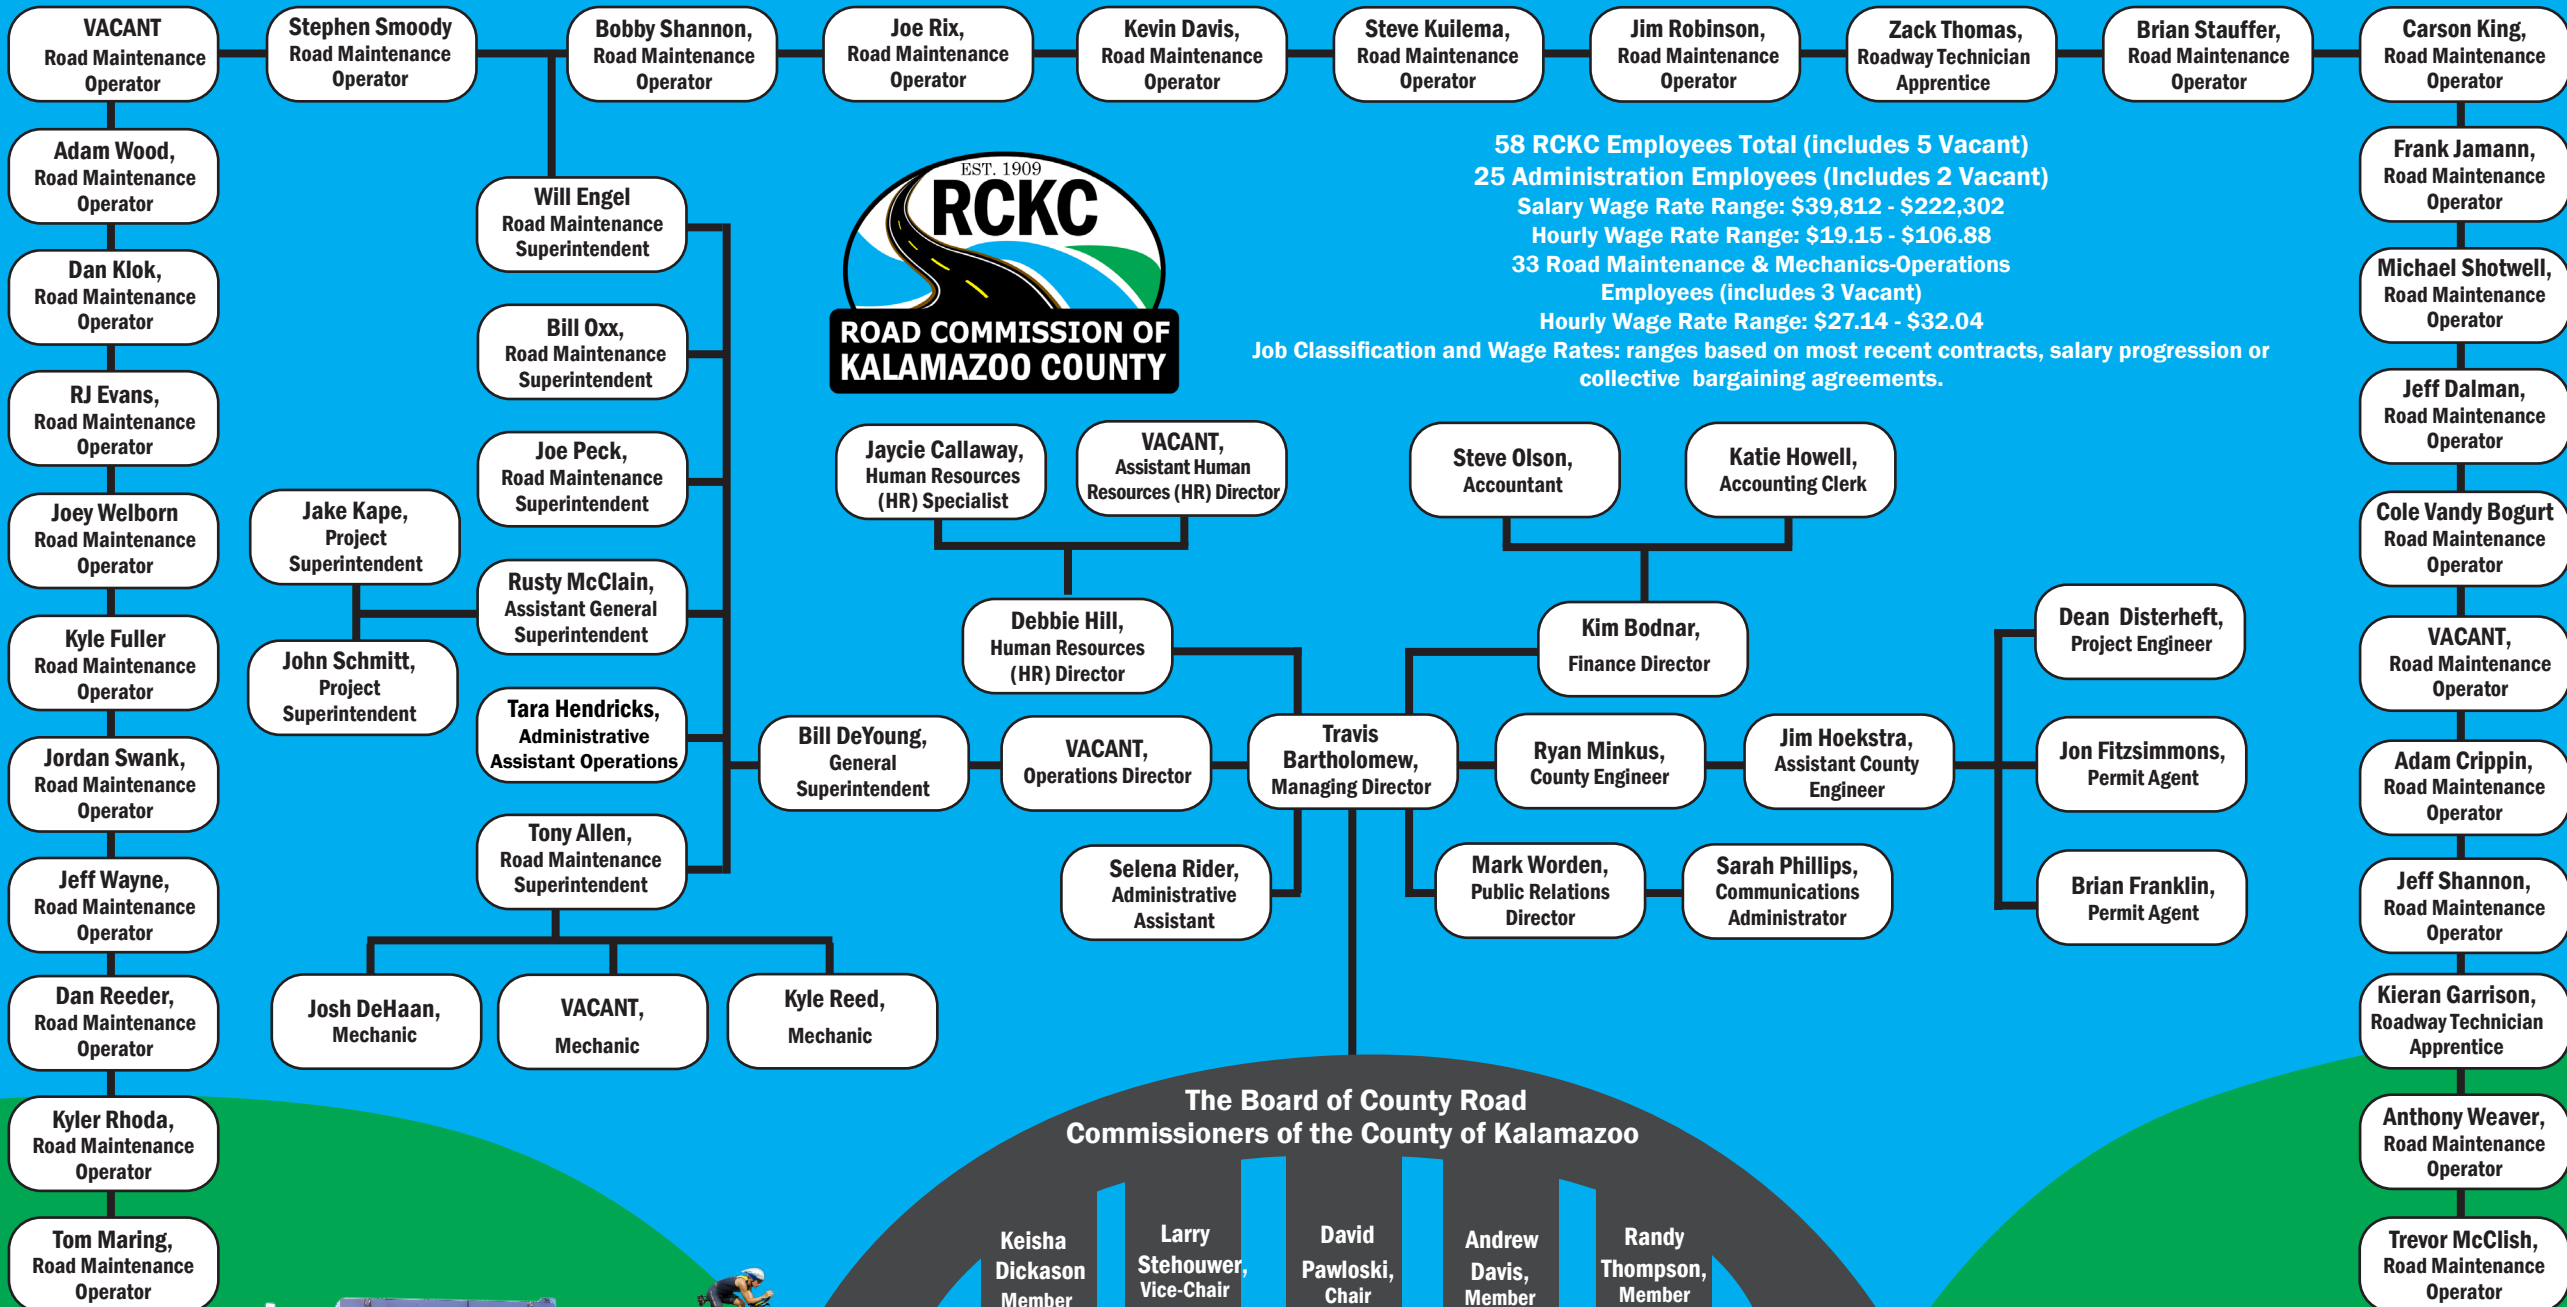 VACANT
Road Maintenance
Operator
Stephen Smoody
Road Maintenance
Operator
Bobby Shannon,
Road Maintenance
Operator
Joe Rix,
Road Maintenance
Operator
Kevin Davis,
Road Maintenance
Operator
Steve Kuilema,
Road Maintenance
Operator
Jim Robinson,
Road Maintenance
Operator
Zack Thomas,
Roadway Technician
Apprentice
Brian Stauffer,
Road Maintenance
Operator
Carson King,
Road Maintenance
Operator
Adam Wood,
Road Maintenance
Operator
Dan Klok,
Road Maintenance
Operator
RJ Evans,
Road Maintenance
Operator
Joey Welborn
Road Maintenance
Operator
Kyle Fuller
Road Maintenance
Operator
Jordan Swank,
Road Maintenance
Operator
Jeff Wayne,
Road Maintenance
Operator
Dan Reeder,
Road Maintenance
Operator
Kyler Rhoda,
Road Maintenance
Operator
Tom Maring,
Road Maintenance
Operator
Will Engel
Road Maintenance
Superintendent
Bill Oxx,
Road Maintenance
Superintendent
Joe Peck,
Road Maintenance
Superintendent
Jake Kape,
Project
Superintendent
Rusty McClain,
Assistant General
Superintendent
John Schmitt,
Project
Superintendent
Tara Hendricks,
Administrative
Assistant Operations
Tony Allen,
Road Maintenance
Superintendent
Josh DeHaan,
Mechanic
VACANT,
Mechanic
Kyle Reed,
Mechanic
EST. 1909
RCKC
ROAD COMMISSION OF
KALAMAZOO COUNTY
58 RCKC Employees Total (includes 5 Vacant)
25 Administration Employees (Includes 2 Vacant)
Salary Wage Rate Range: $39,812 - $222,302
Hourly Wage Rate Range: $19.15 - $106.88
33 Road Maintenance & Mechanics-Operations
Employees (includes 3 Vacant)
Hourly Wage Rate Range: $27.14 - $32.04
Job Classification and Wage Rates: ranges based on most recent contracts, salary progression or
collective bargaining agreements.
Jaycie Callaway,
Human Resources
(HR) Specialist
VACANT,
Assistant Human
Resources (HR) Director
Steve Olson,
Accountant
Katie Howell,
Accounting Clerk
Debbie Hill,
Human Resources
(HR) Director
Kim Bodnar,
Finance Director
Bill DeYoung,
General
Superintendent
VACANT,
Operations Director
Travis
Bartholomew,
Managing Director
Ryan Minkus,
County Engineer
Jim Hoekstra,
Assistant County
Engineer
Dean Disterheft,
Project Engineer
Jon Fitzsimmons,
Permit Agent
Brian Franklin,
Permit Agent
Selena Rider,
Administrative
Assistant
Mark Worden,
Public Relations
Director
Sarah Phillips,
Communications
Administrator
Frank Jamann,
Road Maintenance
Operator
Michael Shotwell,
Road Maintenance
Operator
Jeff Dalman,
Road Maintenance
Operator
Cole Vandy Bogurt
Road Maintenance
Operator
VACANT,
Road Maintenance
Operator
Adam Crippin,
Road Maintenance
Operator
Jeff Shannon,
Road Maintenance
Operator
Kieran Garrison,
Roadway Technician
Apprentice
Anthony Weaver,
Road Maintenance
Operator
Trevor McClish,
Road Maintenance
Operator
The Board of County Road
Commissioners of the County of Kalamazoo
Keisha
Dickason
Member
Larry
Stehouwer,
Vice-Chair
David
Pawloski,
Chair
Andrew
Davis,
Member
Randy
Thompson,
Member